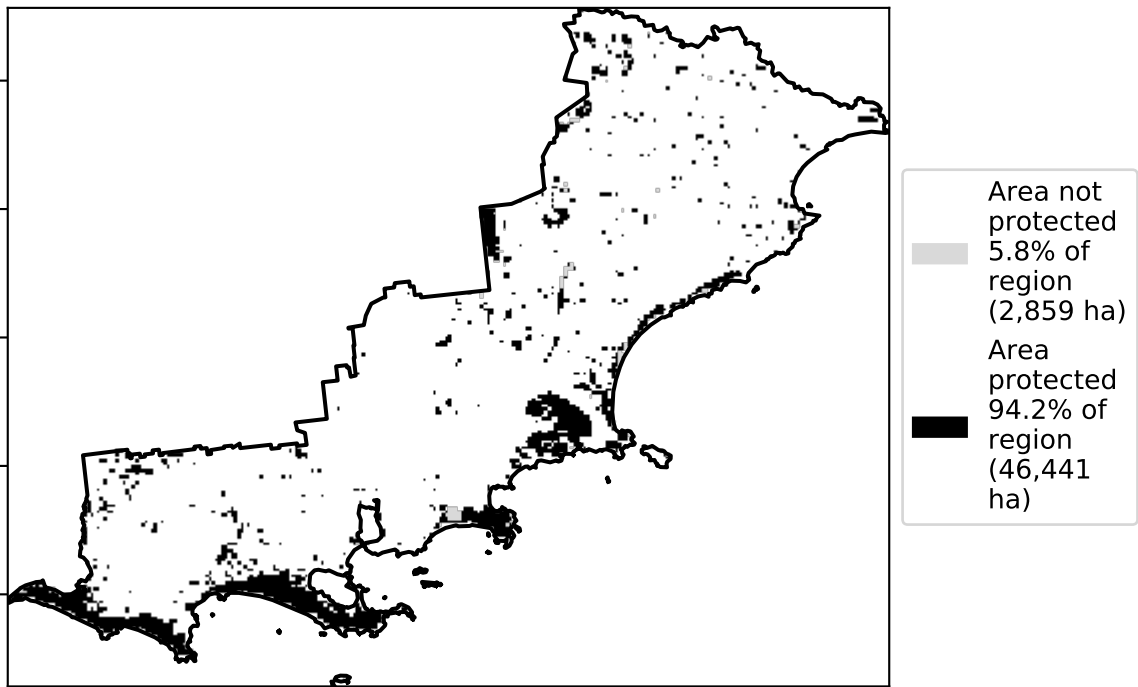 Area not
protected
5.8% of
region
(2,859 ha)
Area
protected
94.2% of
region
(46,441
ha)